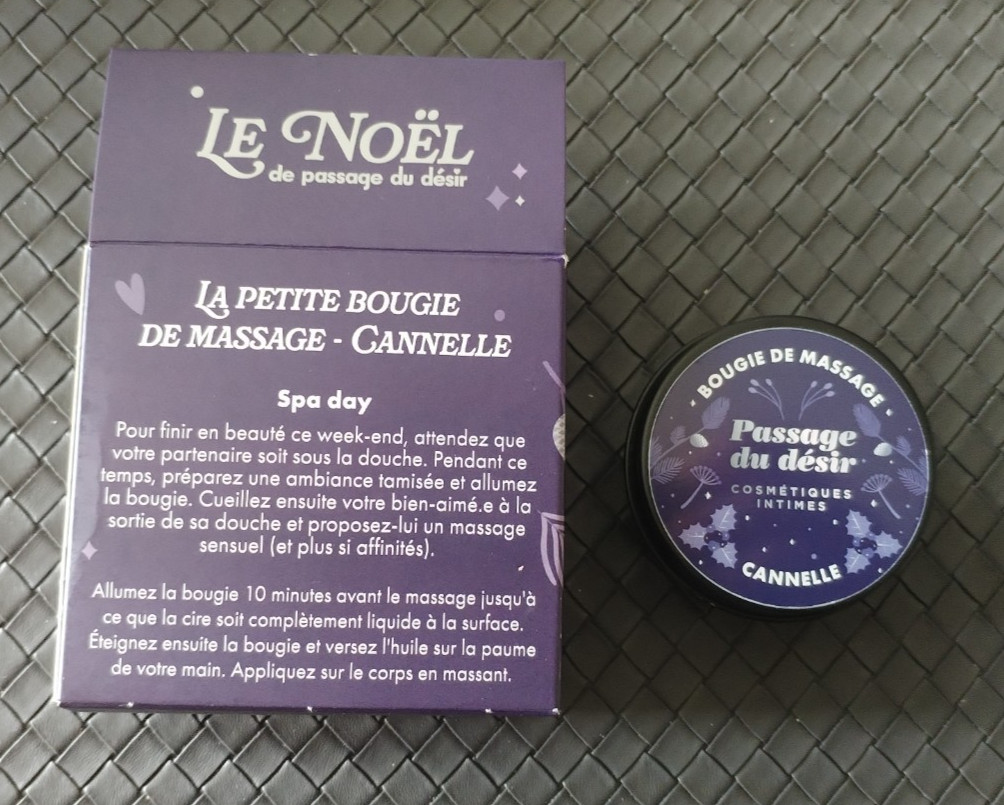 LE NOËL
de passage du désir
LA PETITE BOUGIE
DE MASSAGE - CANNELLE
Spa day
Pour finir en beauté ce week-end, attendez que
votre partenaire soit sous la douche. Pendant ce
temps, préparez une ambiance tamisée et allumez
la bougie. Cueillez ensuite votre bien-aimé.e à la
sortie de sa douche et proposez-lui un massage
sensuel (et plus si affinités).
Allumez la bougie 10 minutes avant le massage jusqu'à
ce que la cire soit complètement liquide à la surface.
Éteignez ensuite la bougie et versez l'huile sur la paume
de votre main. Appliquez sur le corps en massant.
- BOUGIE DE MASSAGE -
Passage
du désir
COSMÉTIQUES
INTIMES
CANNELLE